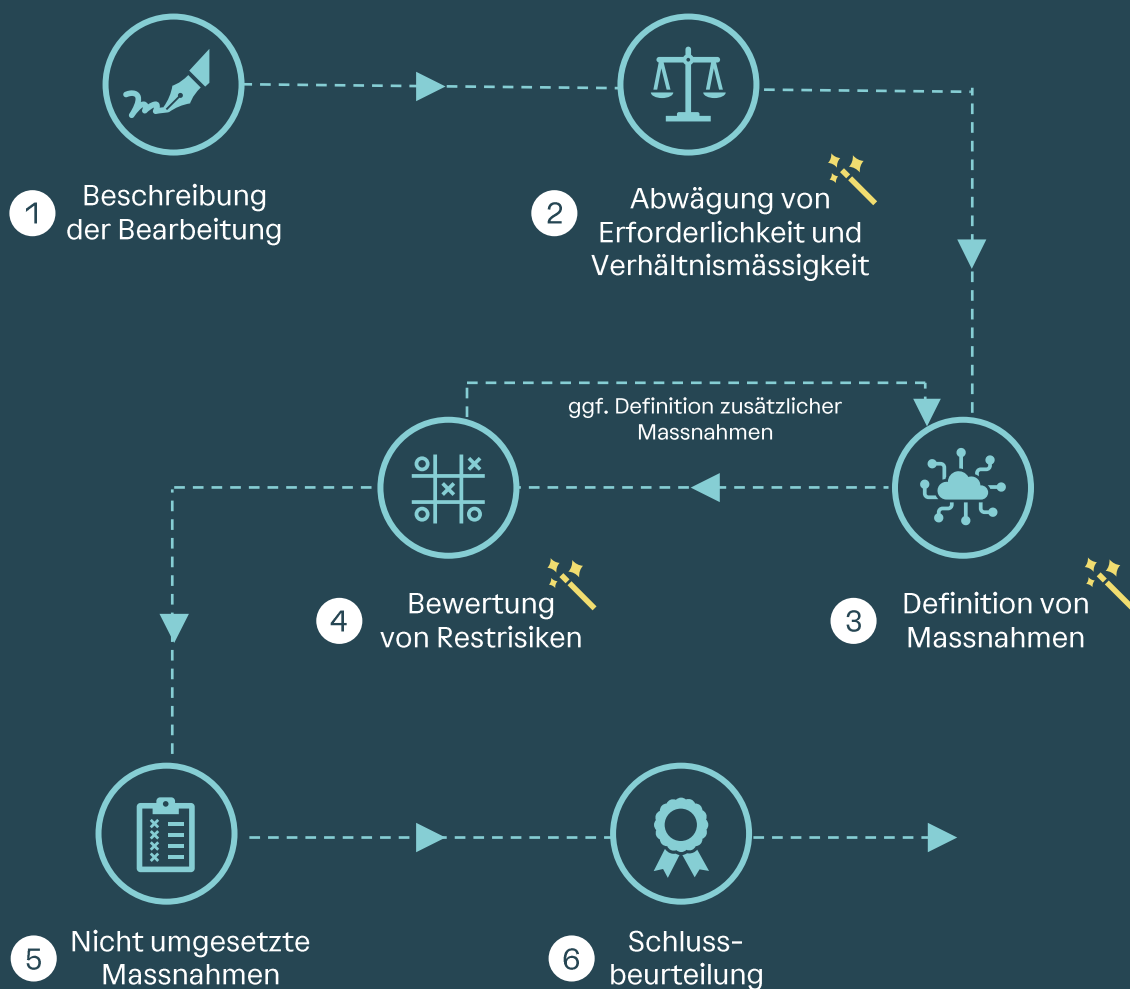 1
Beschreibung
der Bearbeitung
2
Abwägung von
Erforderlichkeit und
Verhältnismässigkeit
ggf. Definition zusätzlicher
Massnahmen
3
Definition von
Massnahmen
4
Bewertung
von Restrisiken
5
Nicht umgesetzte
Massnahmen
6
Schluss-
beurteilung